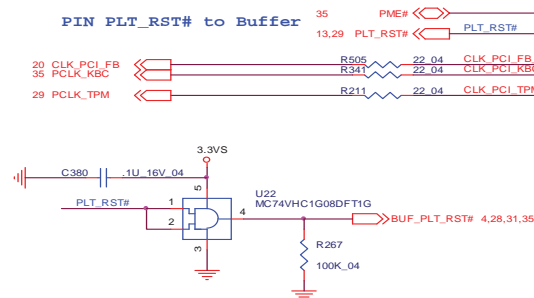 PIN PLT_RST# to Buffer
35 PME#
13,29 PLT_RST# PLT_RST#
20 CLK_PCI_FB R505 22_04 CLK_PCI_FB
35 PCLK_KBC R341 22_04 CLK_PCI_KBC
29 PCLK_TPM R211 22_04 CLK_PCI_TPM
3.3VS
C380 .1U_16V_04
5
U22
MC74VHC1G08DFT1G
PLT_RST# 1
4
2
BUF_PLT_RST# 4,28,31,35
3
R267
100K_04